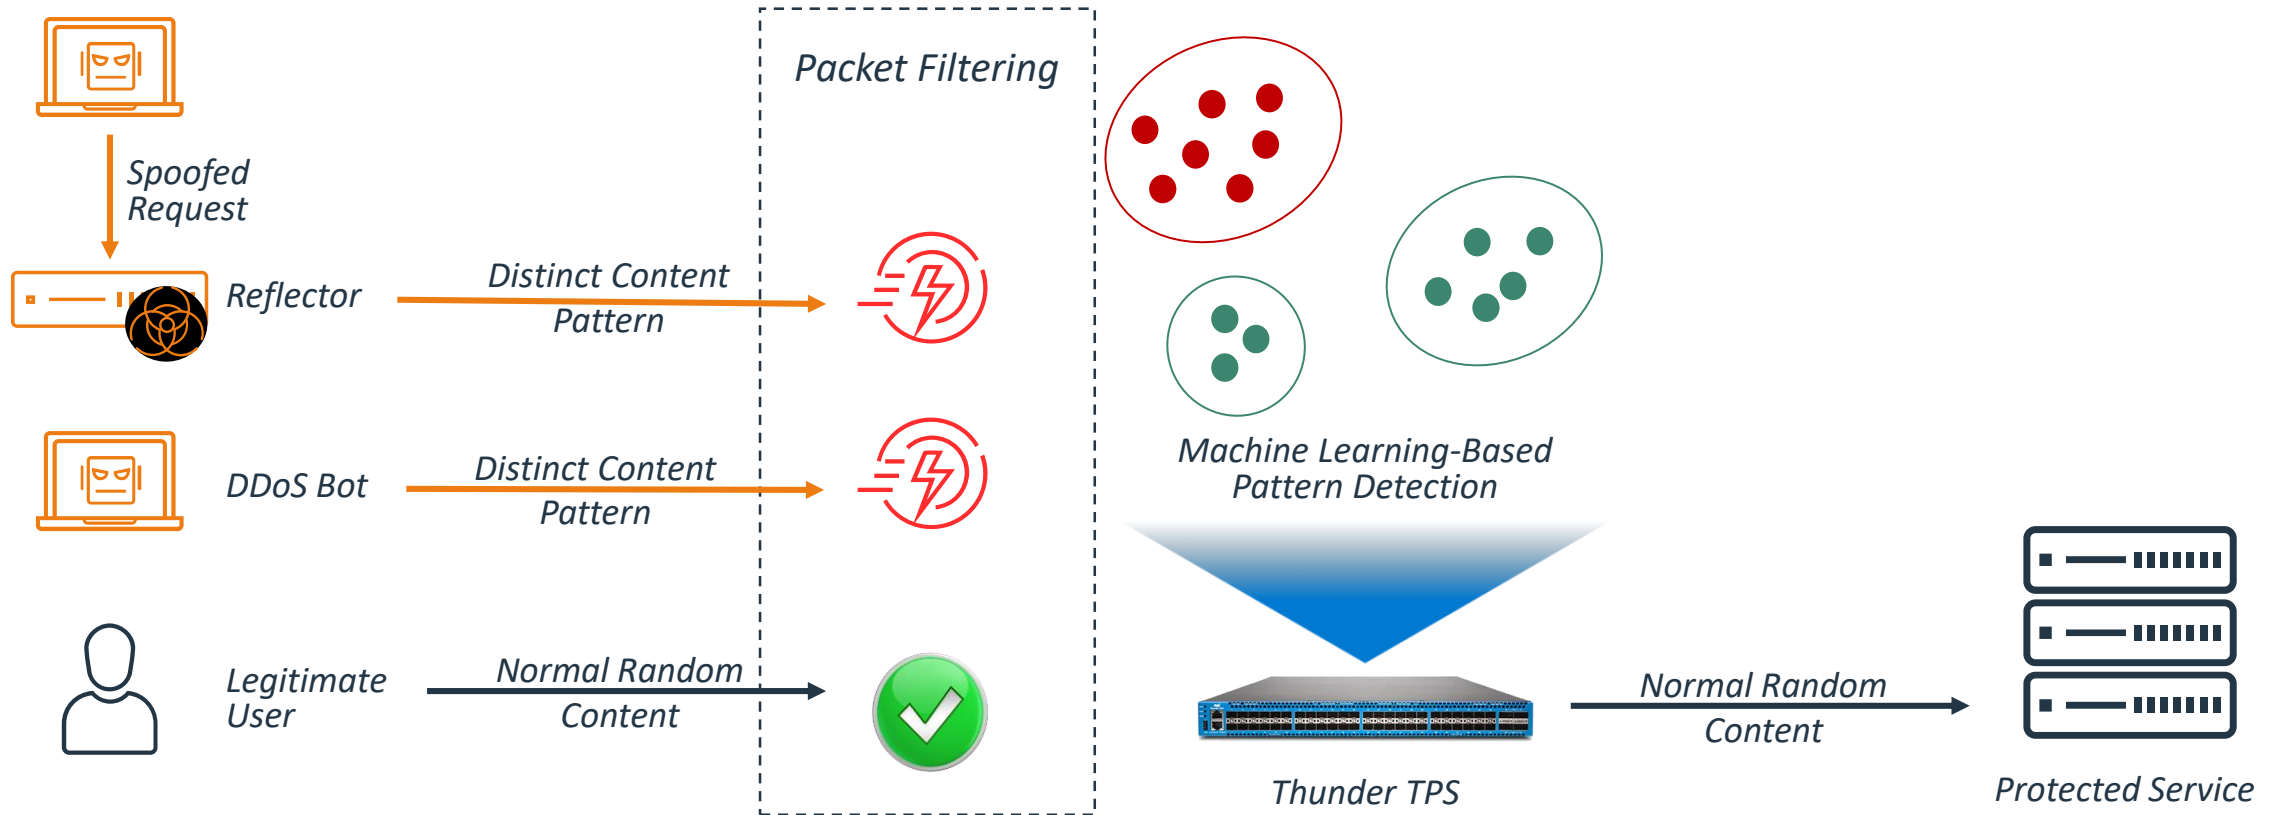 Packet Filtering
Spoofed
Request
Reflector
Distinct Content
Pattern
DDoS Bot
Distinct Content
Pattern
Machine Learning-Based
Pattern Detection
Legitimate
User
Normal Random
Content
Normal Random
Content
Thunder TPS
Protected Service